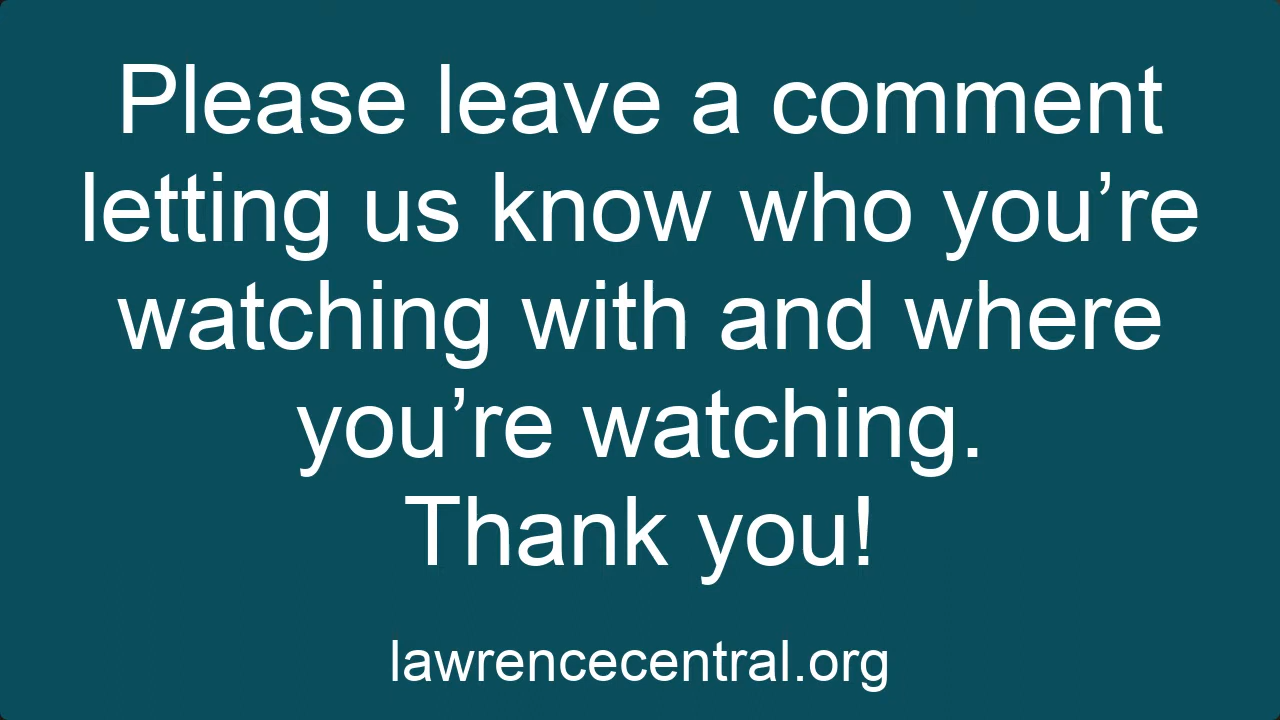 Please leave a comment
letting us know who you’re
watching with and where
you’re watching.
Thank you!
lawrencecentral.org